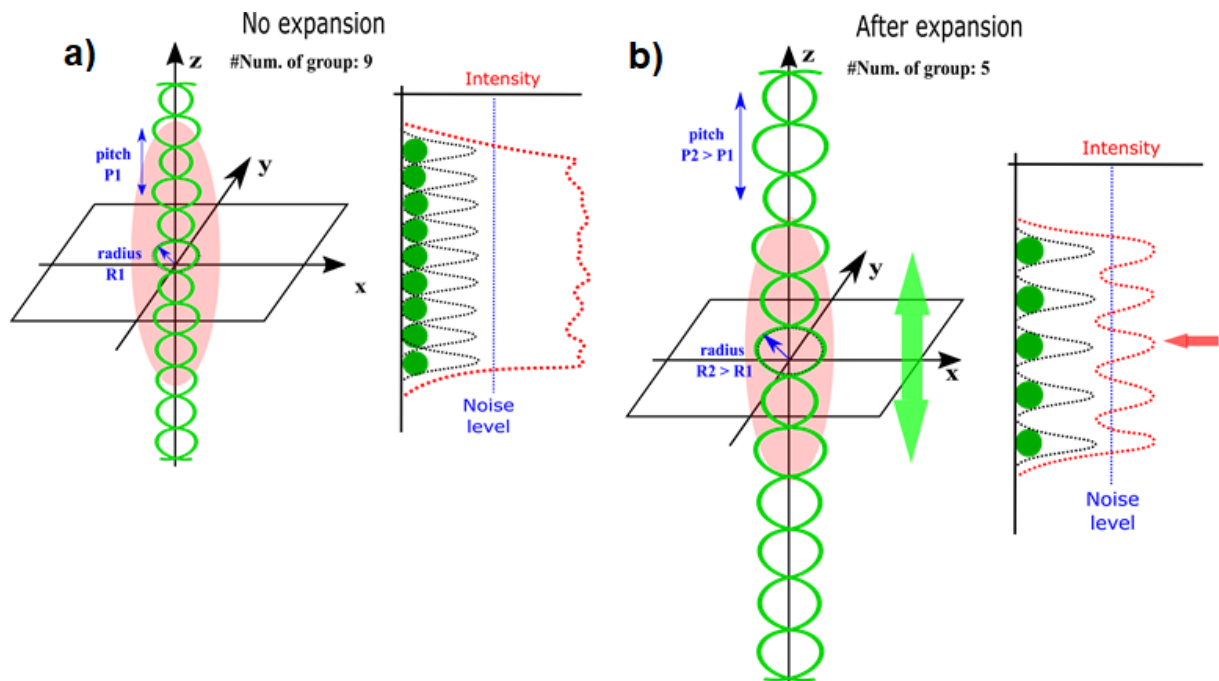 No expansion
a)
#Num. of group: 9
z
Intensity
pitch
P1
y
radius
R1
x
Noise
level
After expansion
b)
#Num. of group: 5
z
pitch
P2 > P1
Intensity
y
radius
R2 > R1
x
Noise
level